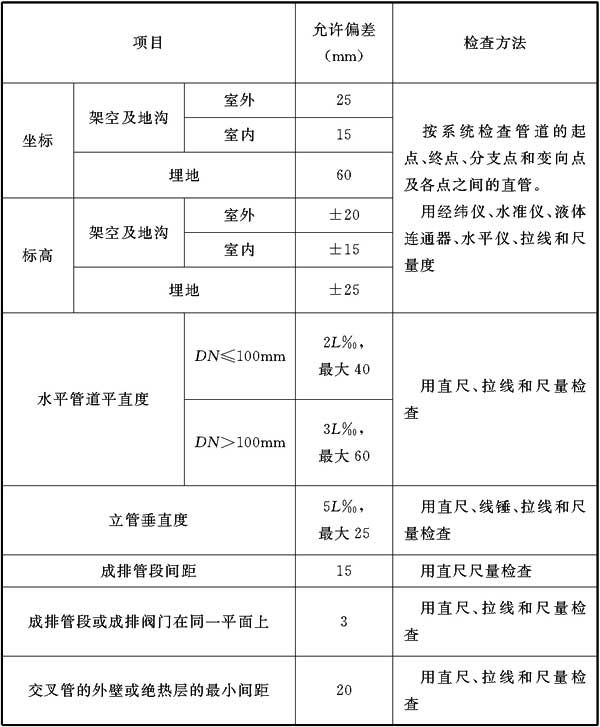 项目
允许偏差
（mm）
检查方法
坐标
架空及地沟
室外
25
室内
15
埋地
60
按系统检查管道的起
点、终点、分支点和变向点
及各点之间的直管。
用经纬仪、水准仪、液体
连通器、水平仪、拉线和尺
量度
标高
架空及地沟
室外
±20
室内
±15
埋地
±25
水平管道平直度
DN≤100mm
2L‰，
最大 40
DN＞100mm
3L‰，
最大 60
用直尺、拉线和尺量检
查
立管垂直度
5L‰，
最大 25
用直尺、线锤、拉线和尺
量检查
成排管段间距
15
用直尺尺量检查
成排管段或成排阀门在同一平面上
3
用直尺、拉线和尺量检
查
交叉管的外壁或绝热层的最小间距
20
用直尺、拉线和尺量检
查